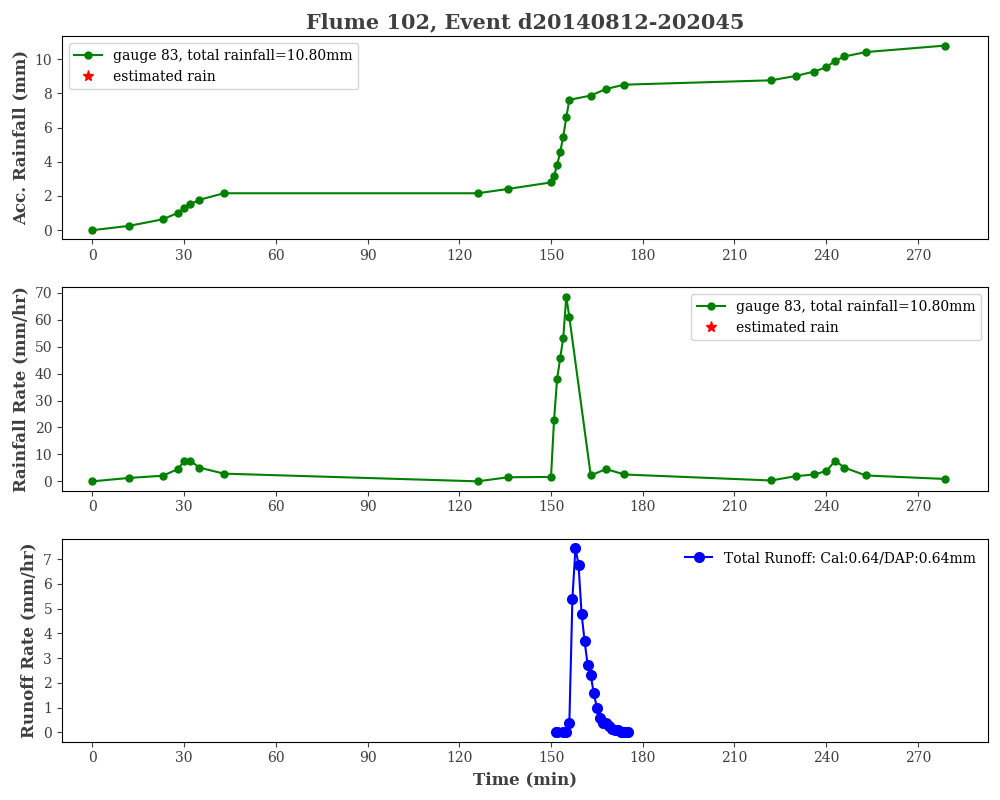 Flume 102, Event d20140812-202045
Acc. Rainfall (mm)
10
8
6
4
2
0
gauge 83, total rainfall=10.80mm
estimated rain
0 30 60 90 120 150 180 210 240 270
Rainfall Rate (mm/hr)
70
60
50
40
30
20
10
0
gauge 83, total rainfall=10.80mm
estimated rain
0 30 60 90 120 150 180 210 240 270
Runoff Rate (mm/hr)
7
6
5
4
3
2
1
0
Total Runoff: Cal:0.64/DAP:0.64mm
0 30 60 90 120 150 180 210 240 270
Time (min)